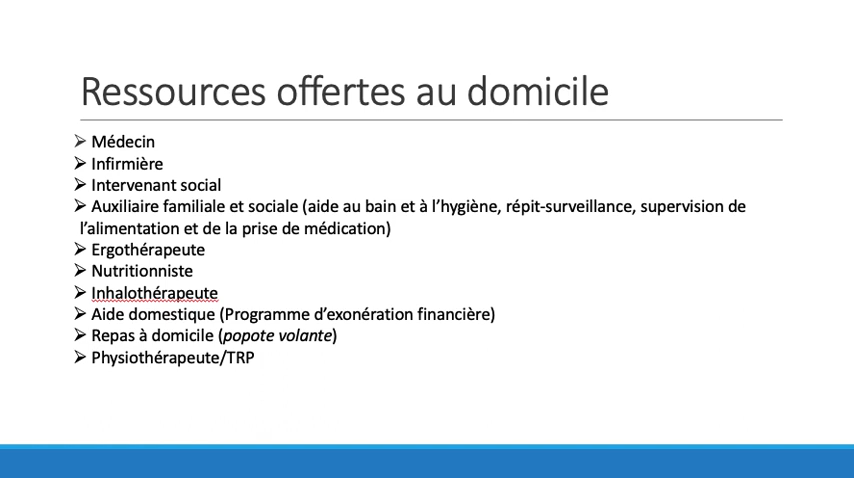 Ressources offertes au domicile
➢ Médecin
➢ Infirmière
➢ Intervenant social
➢ Auxiliaire familiale et sociale (aide au bain et à l’hygiène, répit-surveillance, supervision de
l’alimentation et de la prise de médication)
➢ Ergothérapeute
➢ Nutritionniste
➢ Inhalothérapeute
➢ Aide domestique (Programme d’exonération financière)
➢ Repas à domicile (popote volante)
➢ Physiothérapeute/TRP